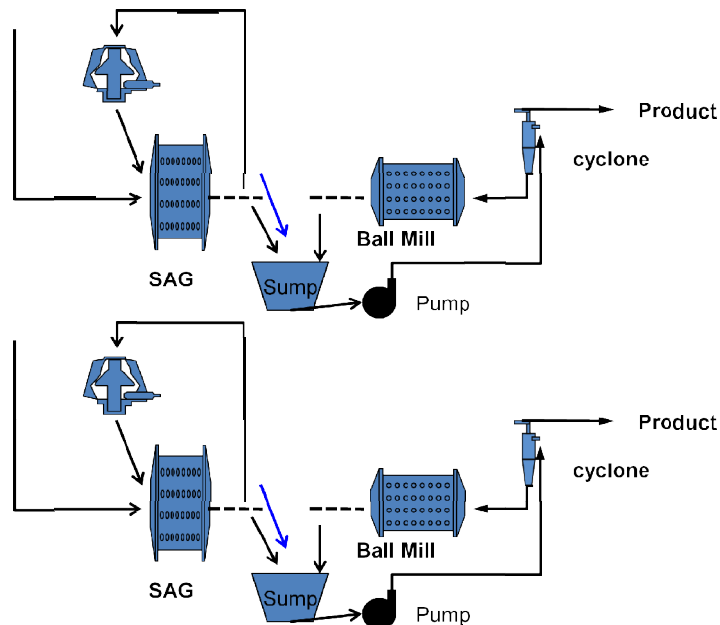 Product
cyclone
Ball Mill
SAG
Sump
Pump
Product
cyclone
Ball Mill
SAG
Sump
Pump